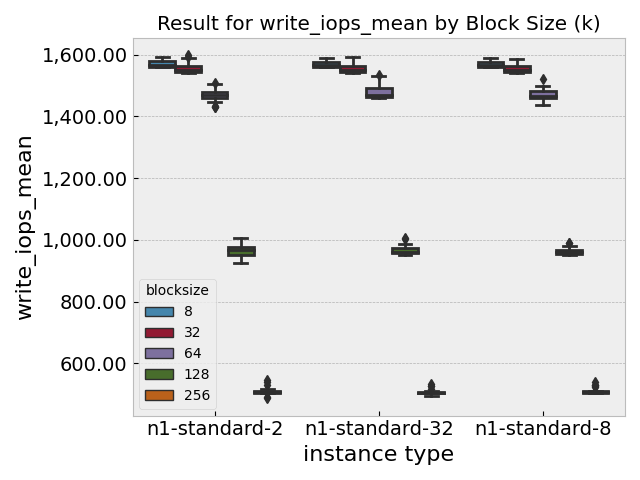 Result for write_iops_mean by Block Size (k)
write_iops_mean
1,600.00
1,400.00
1,200.00
1,000.00
800.00
600.00
blocksize
8
32
64
128
256
n1-standard-2 n1-standard-32 n1-standard-8
instance type